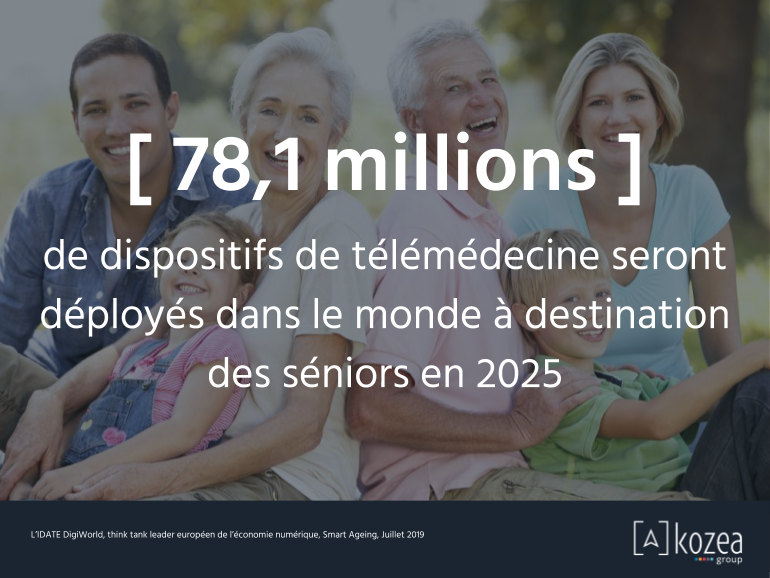 [ 78,1 millions ]
de dispositifs de télémédecine seront
déployés dans le monde à destination
des séniors en 2025
L'IDATE DigiWorld, think tank leader européen de l'économie numérique, Smart Ageing, Juillet 2019
[A] kozea
group